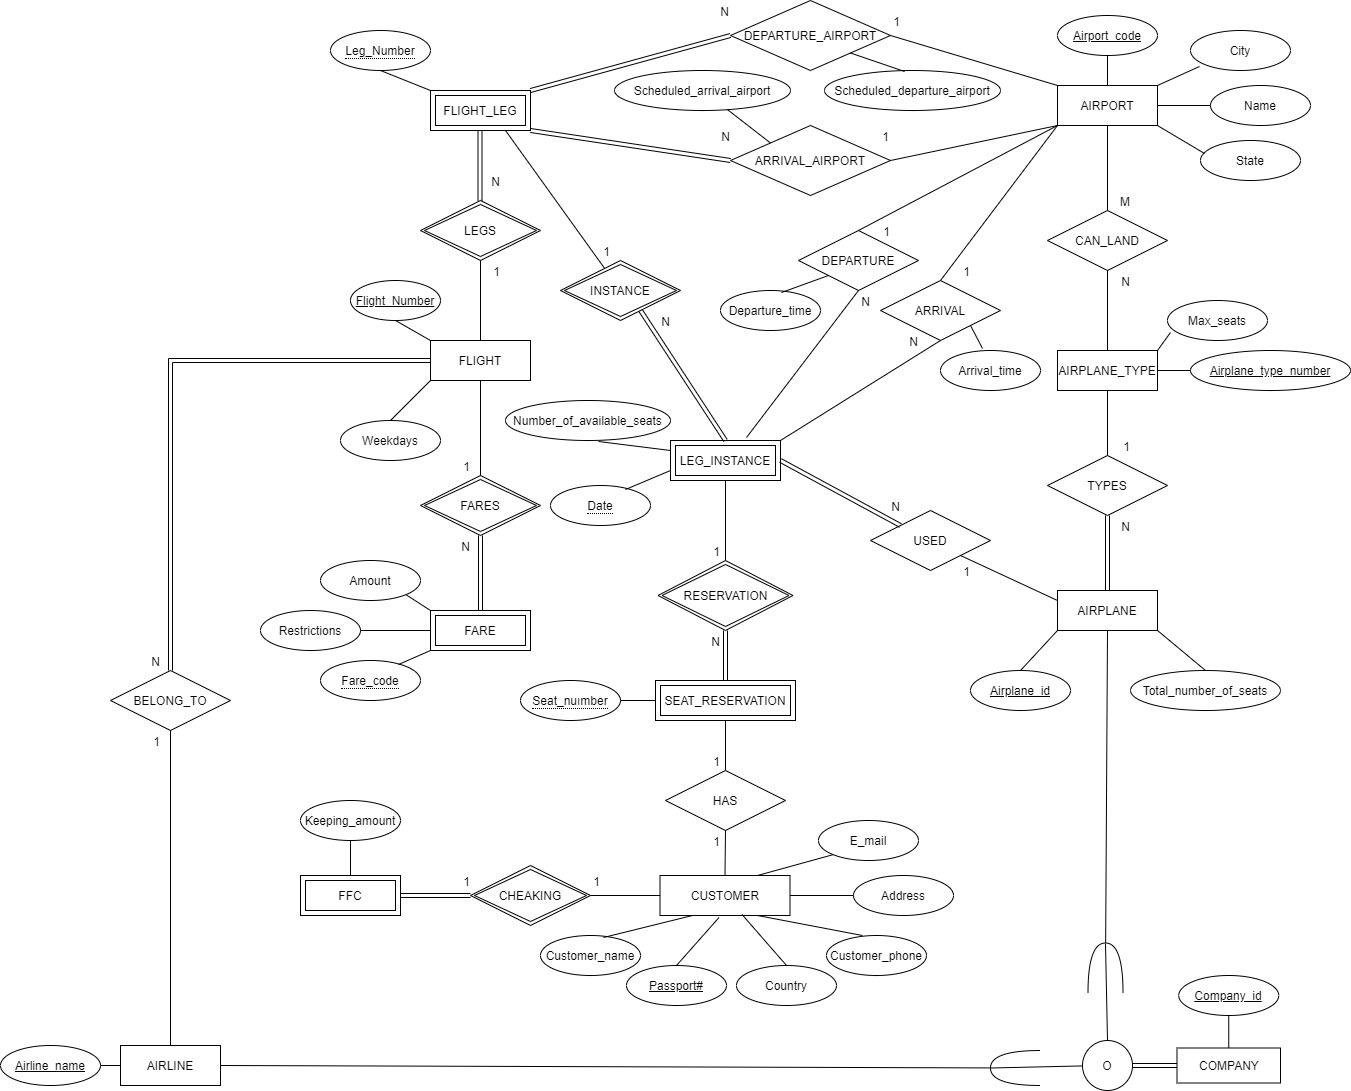 N
1
DEPARTURE_AIRPORT
Airport_code
Leg_Number
City
Scheduled_arrival_airport
Scheduled_departure_airport
FLIGHT_LEG
AIRPORT
Name
N
1
ARRIVAL_AIRPORT
State
N
M
LEGS
1
CAN_LAND
1
INSTANCE
DEPARTURE
1
1
N
Flight_Number
N
Departure_time
N
ARRIVAL
Max_seats
N
FLIGHT
Arrival_time
AIRPLANE_TYPE
Airplane_type_number
Weekdays
Number_of_available_seats
1
LEG_INSTANCE
1
FARES
Date
N
TYPES
N
USED
N
1
1
Amount
RESERVATION
AIRPLANE
Restrictions
FARE
N
N
Fare_code
BELONG_TO
Seat_nuımber
SEAT_RESERVATION
Airplane_id
Total_number_of_seats
1
1
HAS
Keeping_amount
1
E_mail
1
1
FFC
CHEAKING
CUSTOMER
Address
Customer_name
Customer_phone
Passport#
Country
Company_id
Airline_name
AIRLINE
O
COMPANY